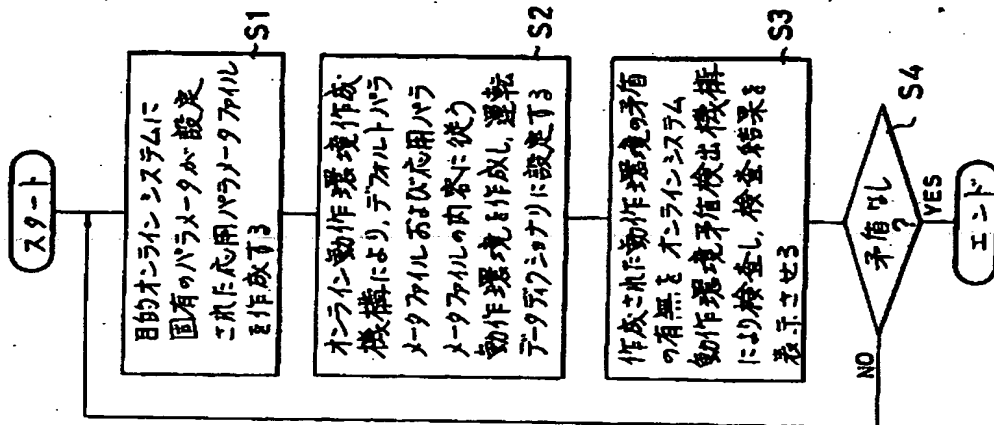 スタート
目的オンラインシステムに
固有のパラメータが設定
された応用パラメータファイル
を作成する
S1
オンライン動作環境作成
機構により、デフォルトパラ
メータファイルおよび応用パラ
メータファイルの内容に従う
動作環境を作成し、運転
データディクショナリに設定する
S2
作成された動作環境の矛盾
の有無をオンラインシステム
動作環境矛盾検出機構
により検査し、検査結果を
表示させる
S3
矛盾なし
?
S4
NO
YES
エンド